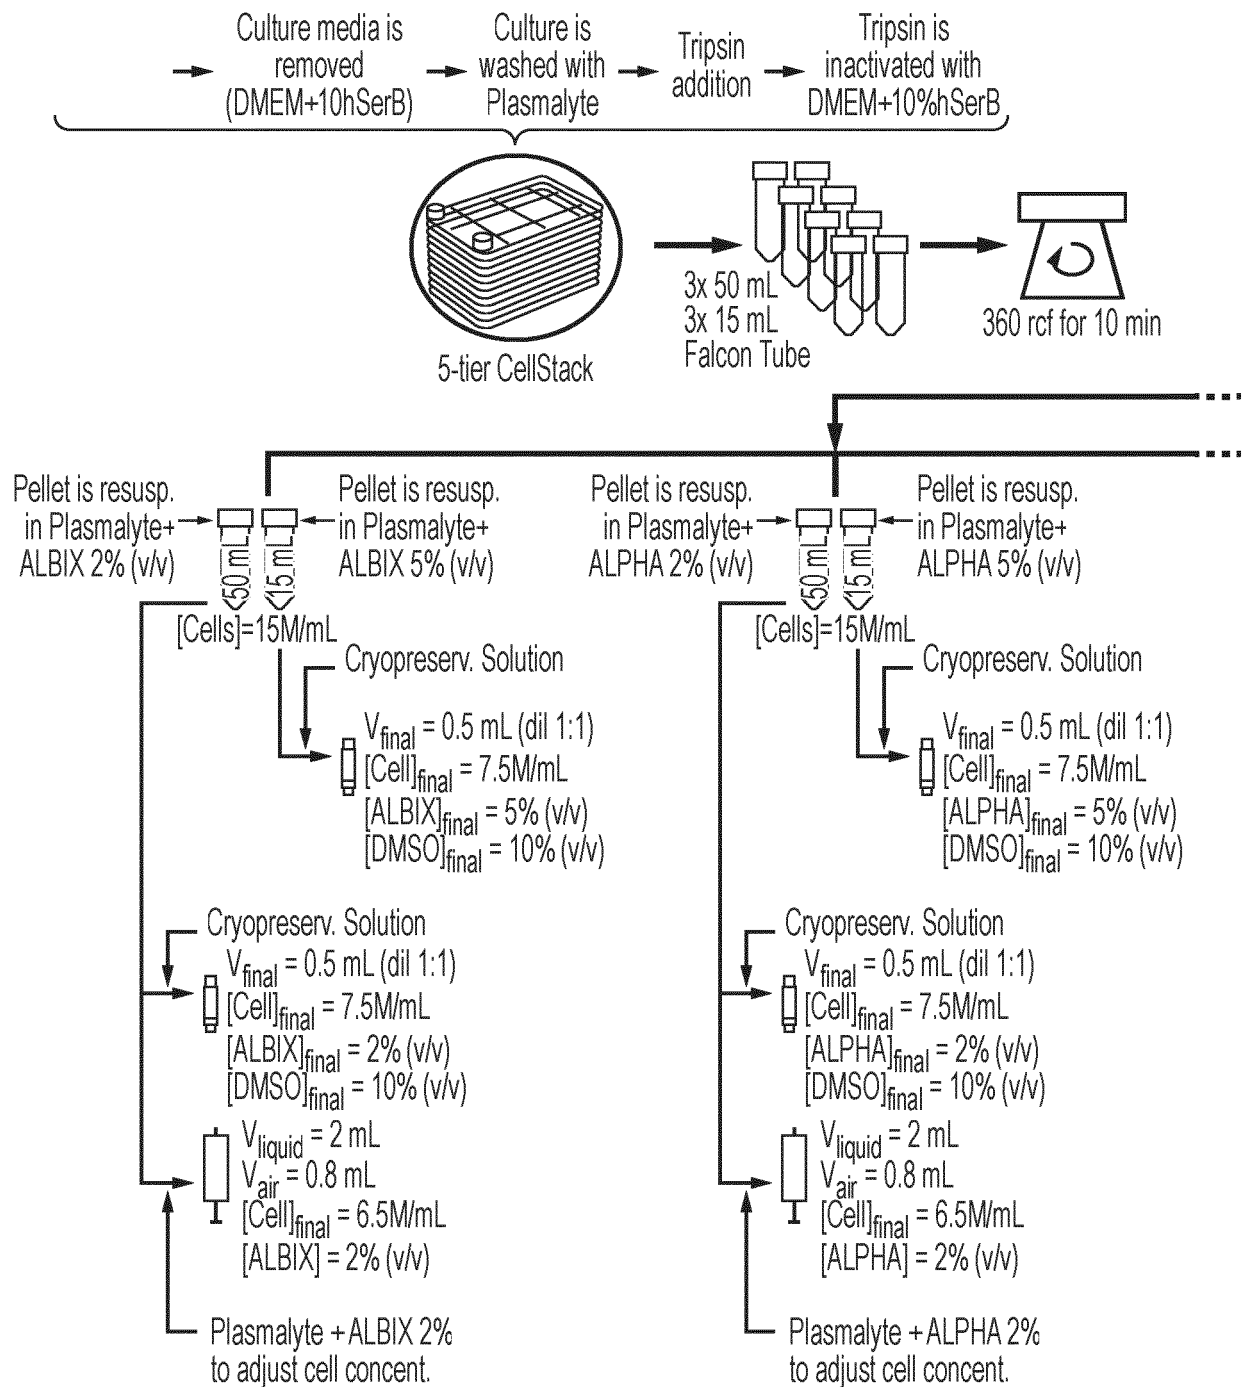 Culture media is
removed
(DMEM+10hSerB)
Culture is
washed with
Plasmalyte
Tripsin
addition
Tripsin is
inactivated with
DMEM+10%hSerB
5-tier CellStack
3x 50 mL
3x 15 mL
Falcon Tube
360 rcf for 10 min
Pellet is resusp.
in Plasmalyte+
ALBIX 2% (v/v)
50 mL
15 mL
Pellet is resusp.
in Plasmalyte+
ALBIX 5% (v/v)
[Cells]=15M/mL
Cryopreserv. Solution
Vfinal = 0.5 mL (dil 1:1)
[Cell]final = 7.5M/mL
[ALBIX]final = 5% (v/v)
[DMSO]final = 10% (v/v)
Cryopreserv. Solution
Vfinal = 0.5 mL (dil 1:1)
[Cell]final = 7.5M/mL
[ALBIX]final = 2% (v/v)
[DMSO]final = 10% (v/v)
Vliquid = 2 mL
Vair = 0.8 mL
[Cell]final = 6.5M/mL
[ALBIX] = 2% (v/v)
Plasmalyte + ALBIX 2%
to adjust cell concent.
Pellet is resusp.
in Plasmalyte+
ALPHA 2% (v/v)
50 mL
15 mL
Pellet is resusp.
in Plasmalyte+
ALPHA 5% (v/v)
[Cells]=15M/mL
Cryopreserv. Solution
Vfinal = 0.5 mL (dil 1:1)
[Cell]final = 7.5M/mL
[ALPHA]final = 5% (v/v)
[DMSO]final = 10% (v/v)
Cryopreserv. Solution
Vfinal = 0.5 mL (dil 1:1)
[Cell]final = 7.5M/mL
[ALPHA]final = 2% (v/v)
[DMSO]final = 10% (v/v)
Vliquid = 2 mL
Vair = 0.8 mL
[Cell]final = 6.5M/mL
[ALPHA] = 2% (v/v)
Plasmalyte + ALPHA 2%
to adjust cell concent.